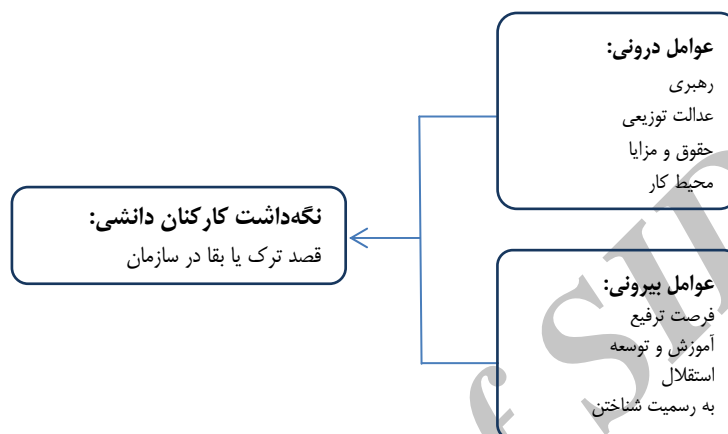 عوامل درونی:
رهبری
عدالت توزیعی
حقوق و مزایا
محیط کار
نگه‌داشت کارکنان دانشی:
قصد ترک یا بقا در سازمان
عوامل بیرونی:
فرصت ترفیع
آموزش و توسعه
استقلال
به رسمیت شناختن